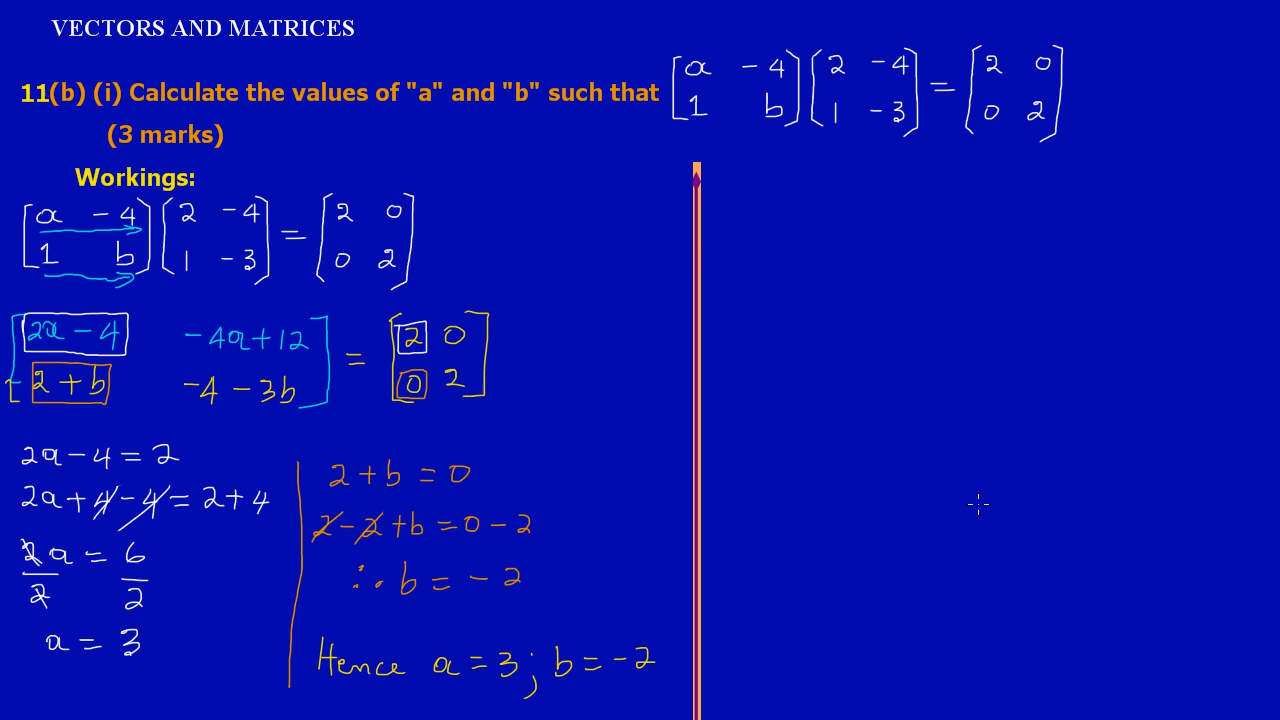 VECTORS AND MATRICES
11(b) (i) Calculate the values of "a" and "b" such that [a -4; 1 b] [2 -4; 1 -3] = [2 0; 0 2]
(3 marks)
Workings:
[a -4; 1 b] [2 -4; 1 -3] = [2 0; 0 2]
[2a - 4 -4a + 12; 2 + b -4 - 3b] = [2 0; 0 2]
2a - 4 = 2
2a + 4 - 4 = 2 + 4
2a/2 = 6/2
a = 3
2 + b = 0
2 - 2 + b = 0 - 2
∴ b = -2
Hence a = 3; b = -2